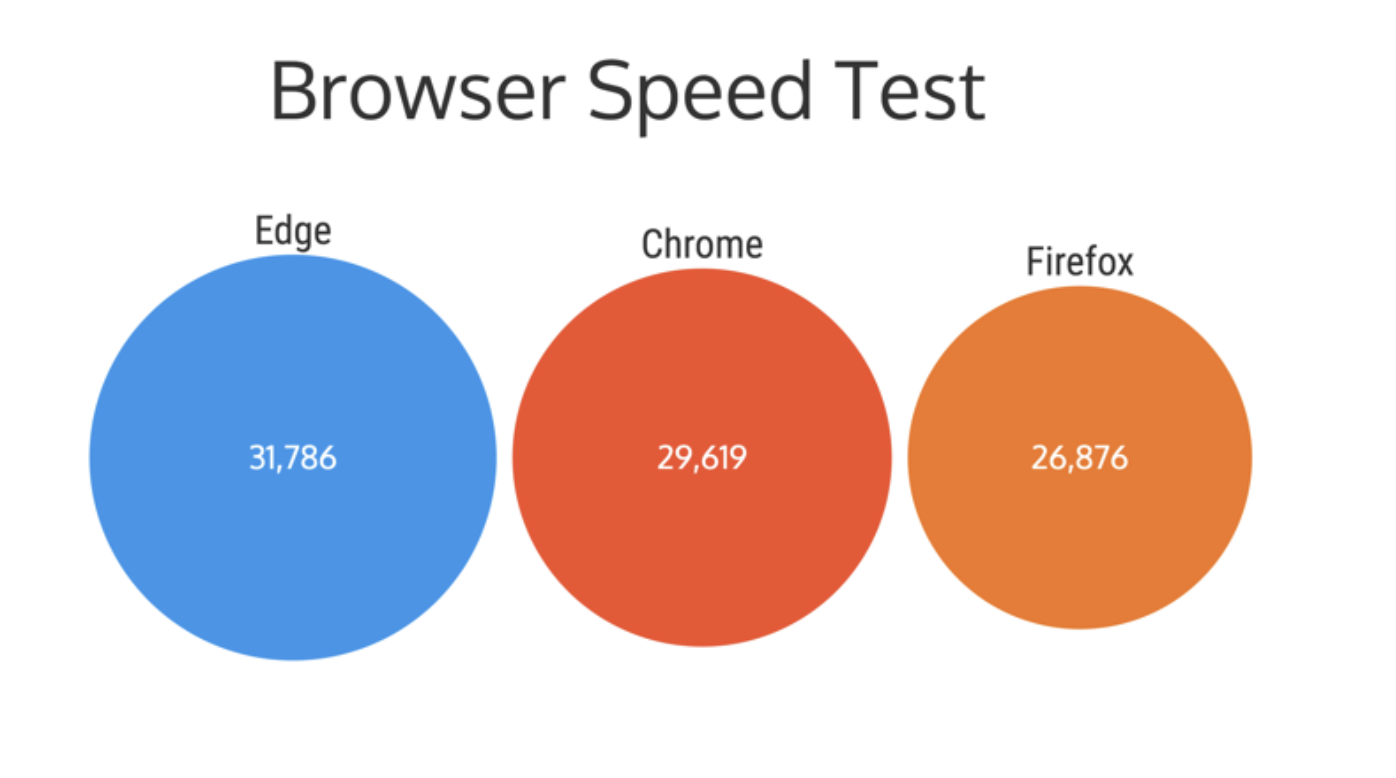 Browser Speed Test
Edge
Chrome
Firefox
31,786
29,619
26,876